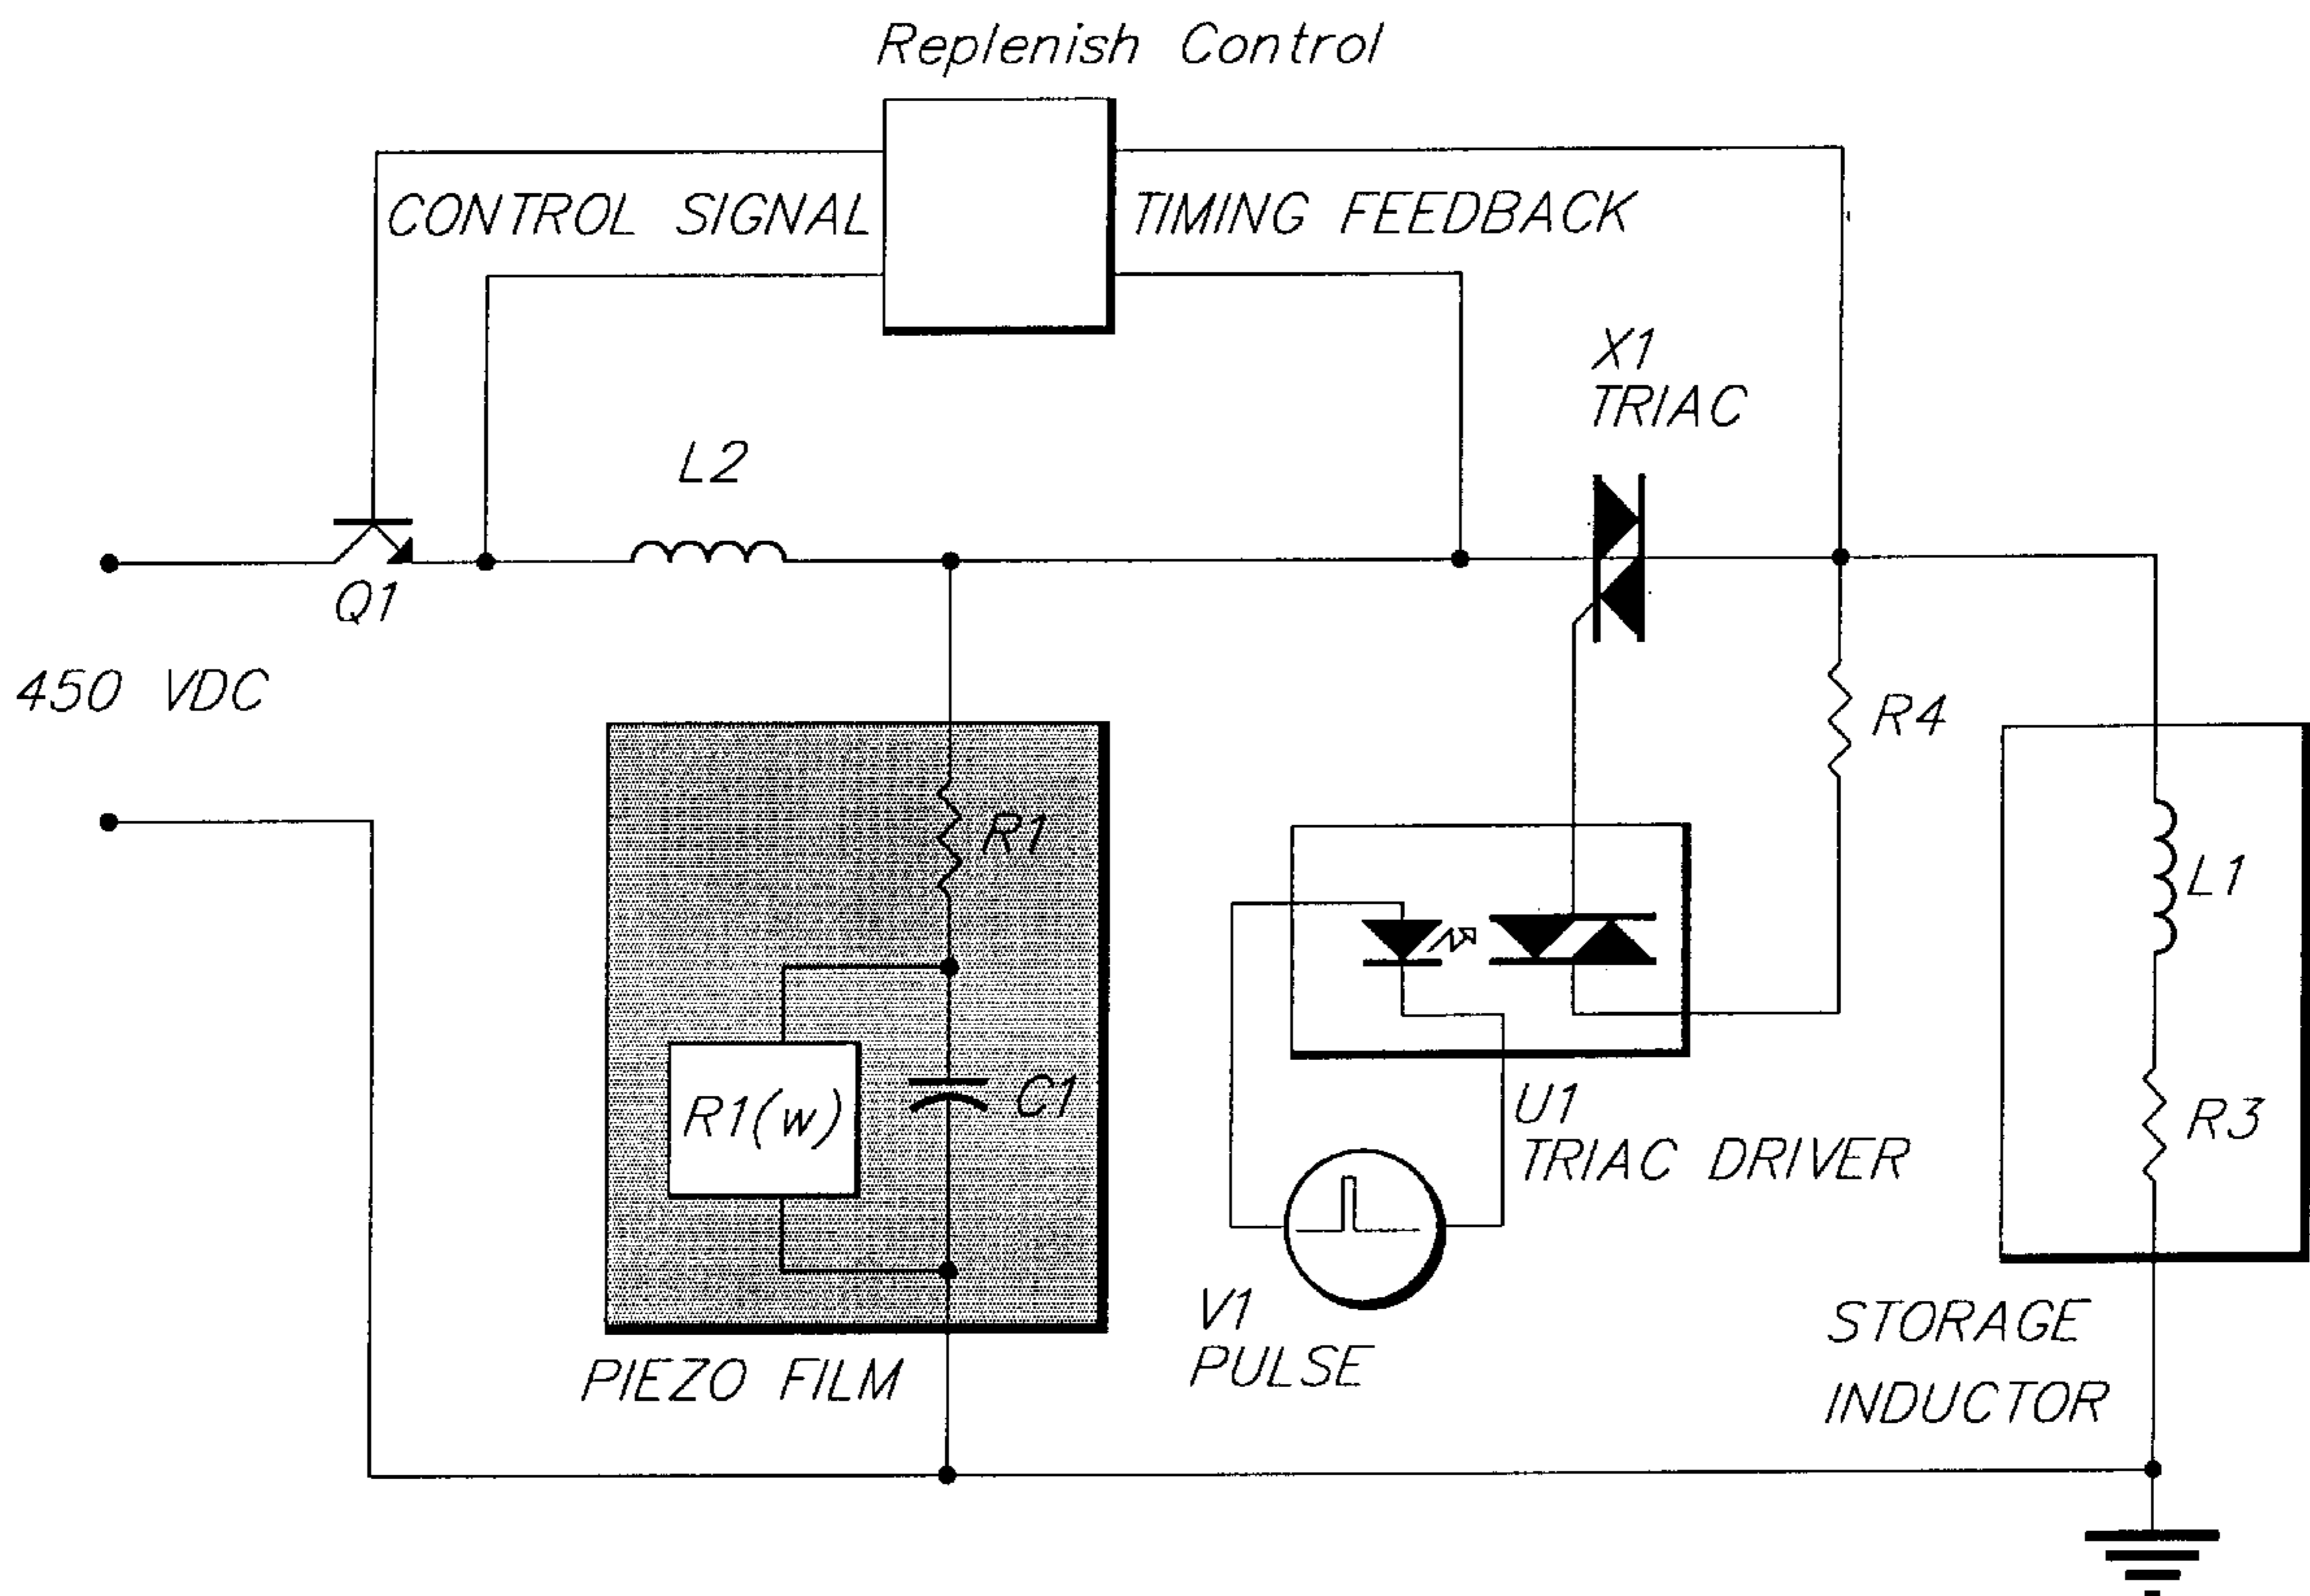 Replenish Control
CONTROL SIGNAL
TIMING FEEDBACK
X1
TRIAC
L2
Q1
450 VDC
R4
R1
L1
R1(w)
C1
U1
TRIAC DRIVER
R3
V1
PULSE
PIEZO FILM
STORAGE
INDUCTOR